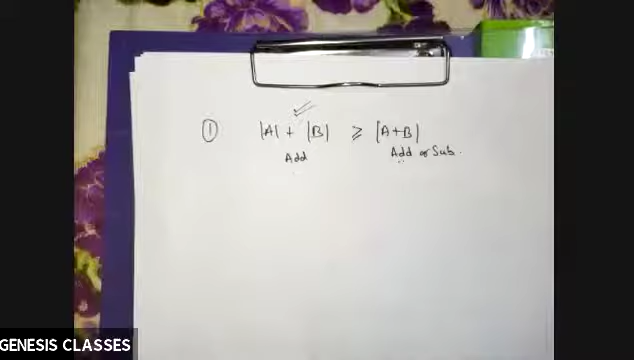 ① |A| + |B| ⩾ |A+B|
Add Add or Sub.
GENESIS CLASSES